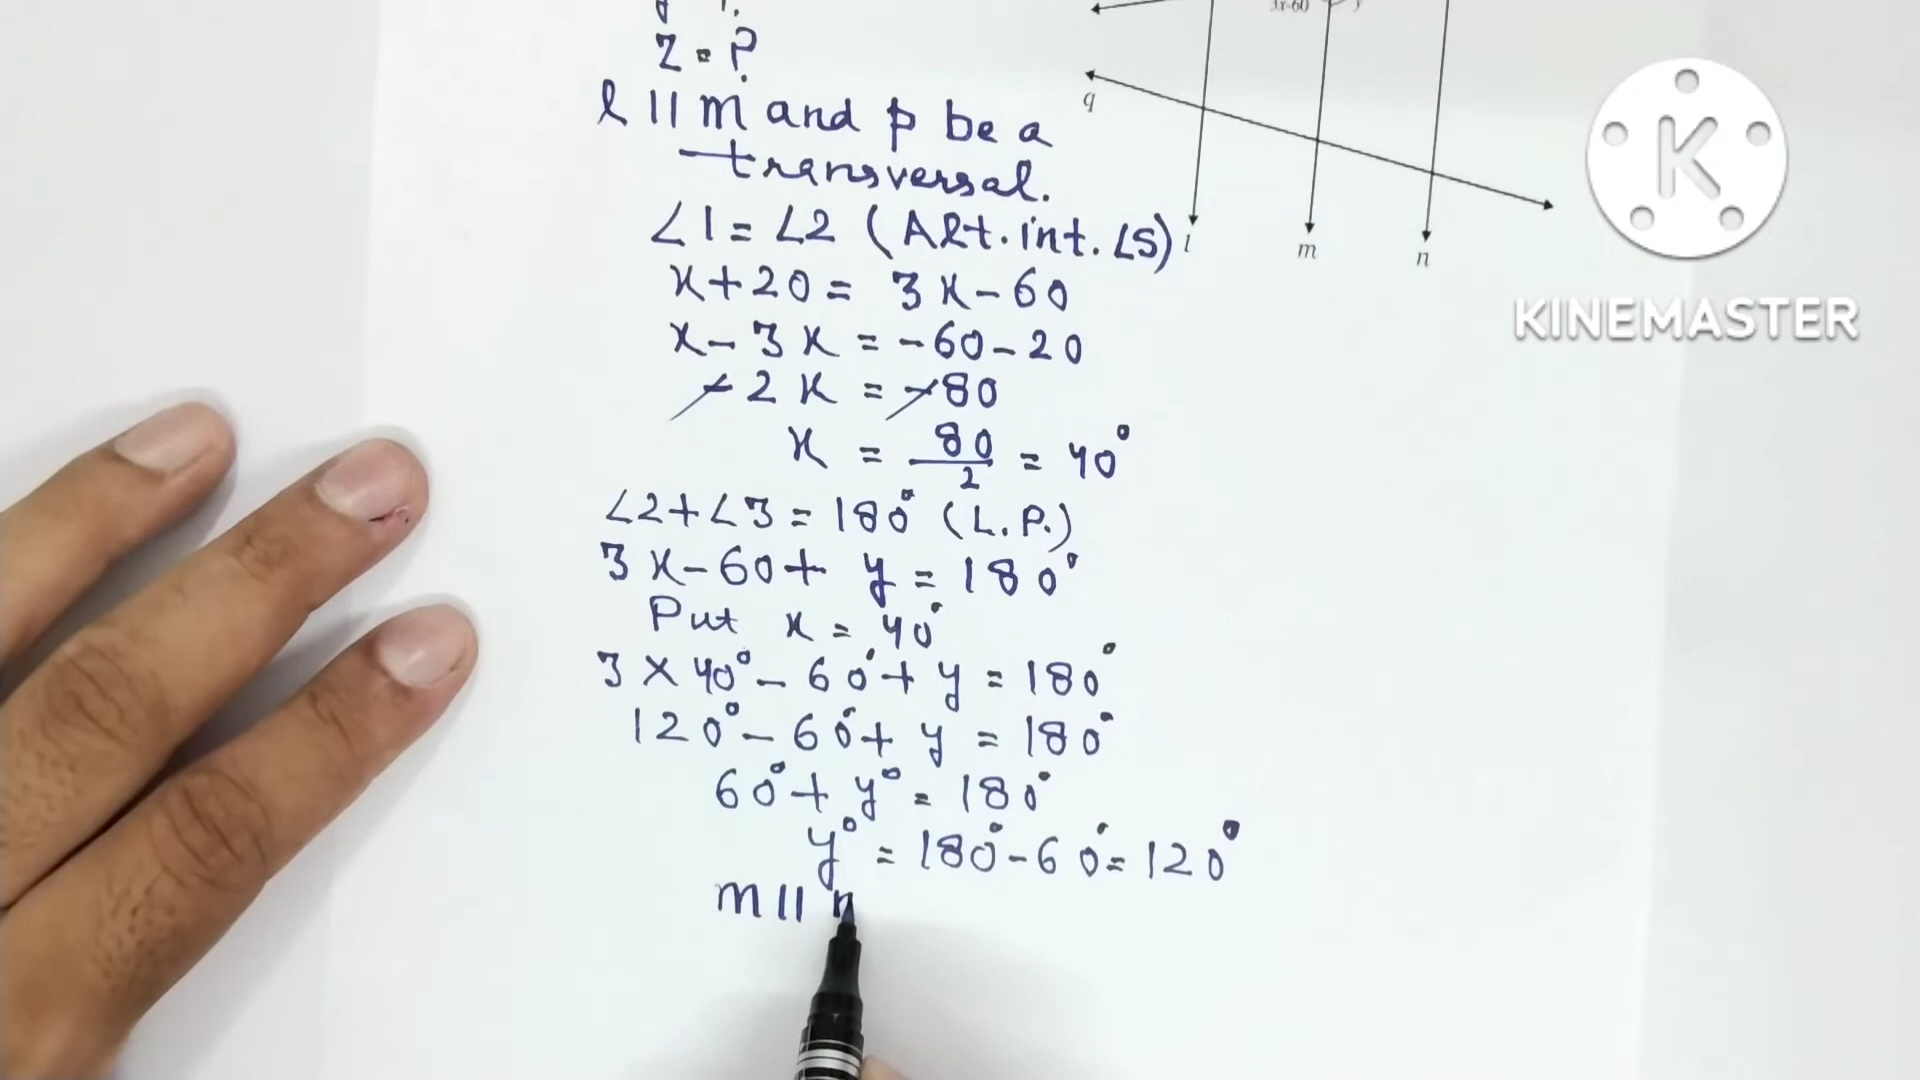 3x-60 y
z = ?
q
l || m and p be a
transversal.
∠1 = ∠2 (Alt. int. ∠S)
l
m
n
x + 20 = 3x - 60
KINEMASTER
x - 3x = -60 - 20
-2x = -80
x = 80/2 = 40°
∠2 + ∠3 = 180° (L.P.)
3x - 60 + y = 180°
Put x = 40°
3 × 40° - 60° + y = 180°
120° - 60° + y = 180°
60° + y° = 180°
y° = 180° - 60° = 120°
m || n